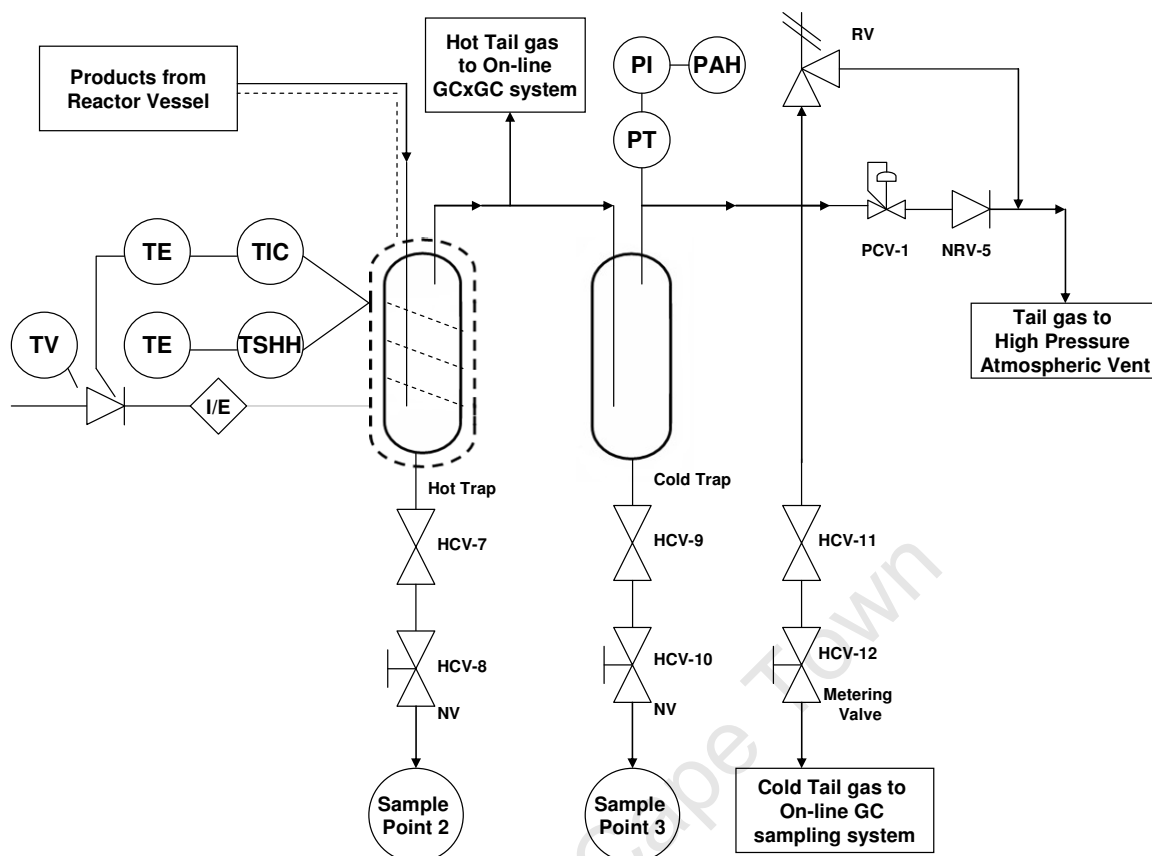 Products from
Reactor Vessel
Hot Tail gas
to On-line
GCxGC system
PI
PAH
PT
RV
PCV-1
NRV-5
Tail gas to
High Pressure
Atmospheric Vent
TE
TIC
TV
TE
TSHH
I/E
Hot Trap
Cold Trap
HCV-7
HCV-9
HCV-11
HCV-8
NV
HCV-10
NV
HCV-12
Metering
Valve
Sample
Point 2
Sample
Point 3
Cold Tail gas to
On-line GC
sampling system
Cape Town